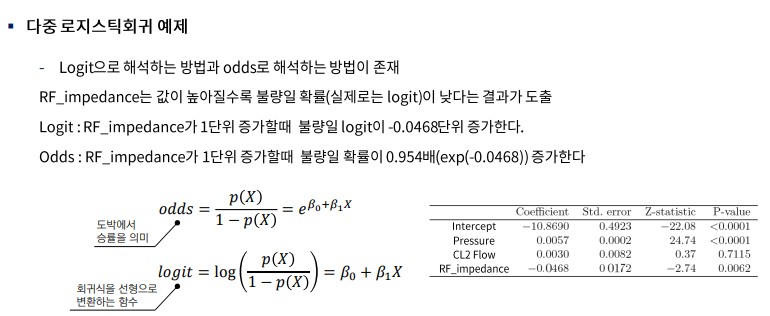 ▪ 다중 로지스틱회귀 예제
- Logit으로 해석하는 방법과 odds로 해석하는 방법이 존재
RF_impedance는 값이 높아질수록 불량일 확률(실제로는 logit)이 낮다는 결과가 도출
Logit : RF_impedance가 1단위 증가할때 불량일 logit이 -0.0468단위 증가한다.
Odds : RF_impedance가 1단위 증가할때 불량일 확률이 0.954배(exp(-0.0468)) 증가한다
odds = p(X) / (1 − p(X)) = e^(β₀+β₁X)
도박에서
승률을 의미
logit = log(p(X) / (1 − p(X))) = β₀ + β₁X
회귀식을 선형으로
변환하는 함수
Coefficient Std. error Z-statistic P-value
Intercept −10.8690 0.4923 −22.08 <0.0001
Pressure 0.0057 0.0002 24.74 <0.0001
CL2 Flow 0.0030 0.0082 0.37 0.7115
RF_impedance −0.0468 0 0172 −2.74 0.0062